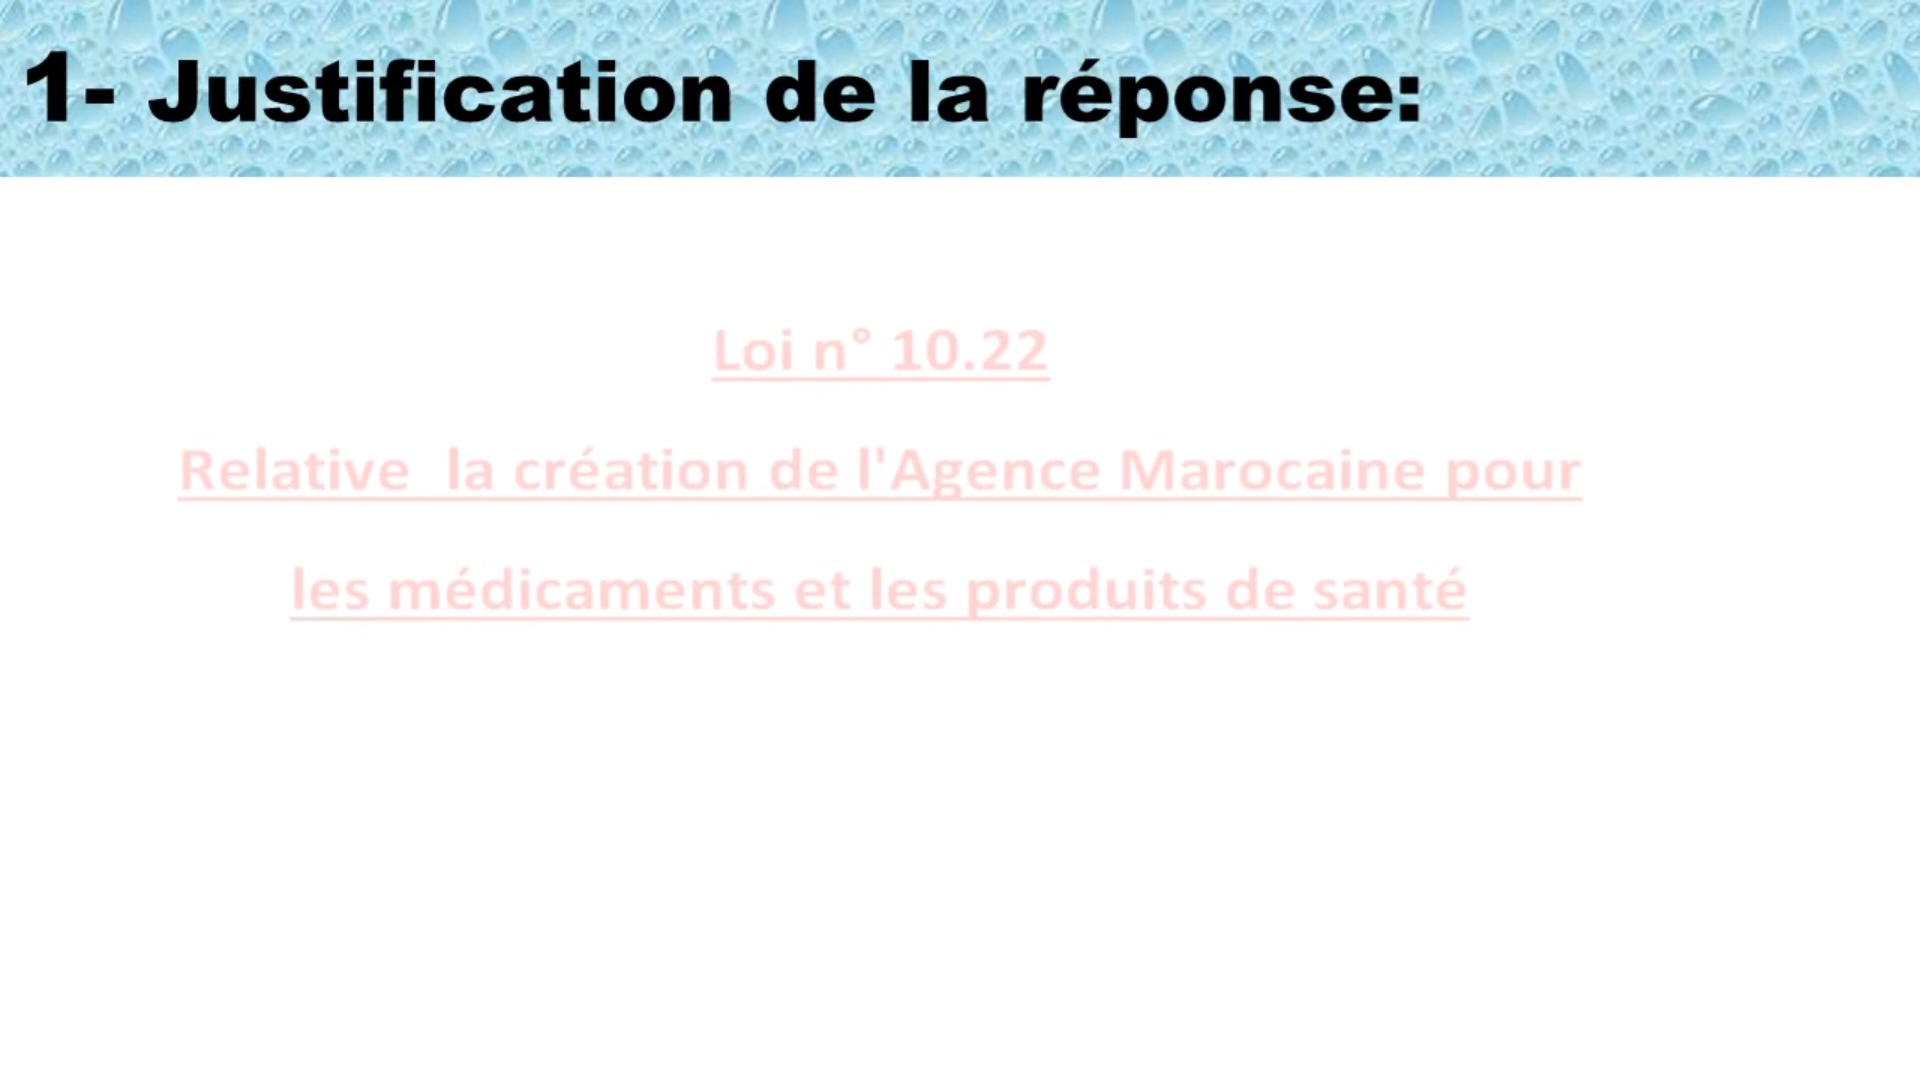 1- Justification de la réponse:
Loi n° 10.22
Relative  la création de l'Agence Marocaine pour
les médicaments et les produits de santé